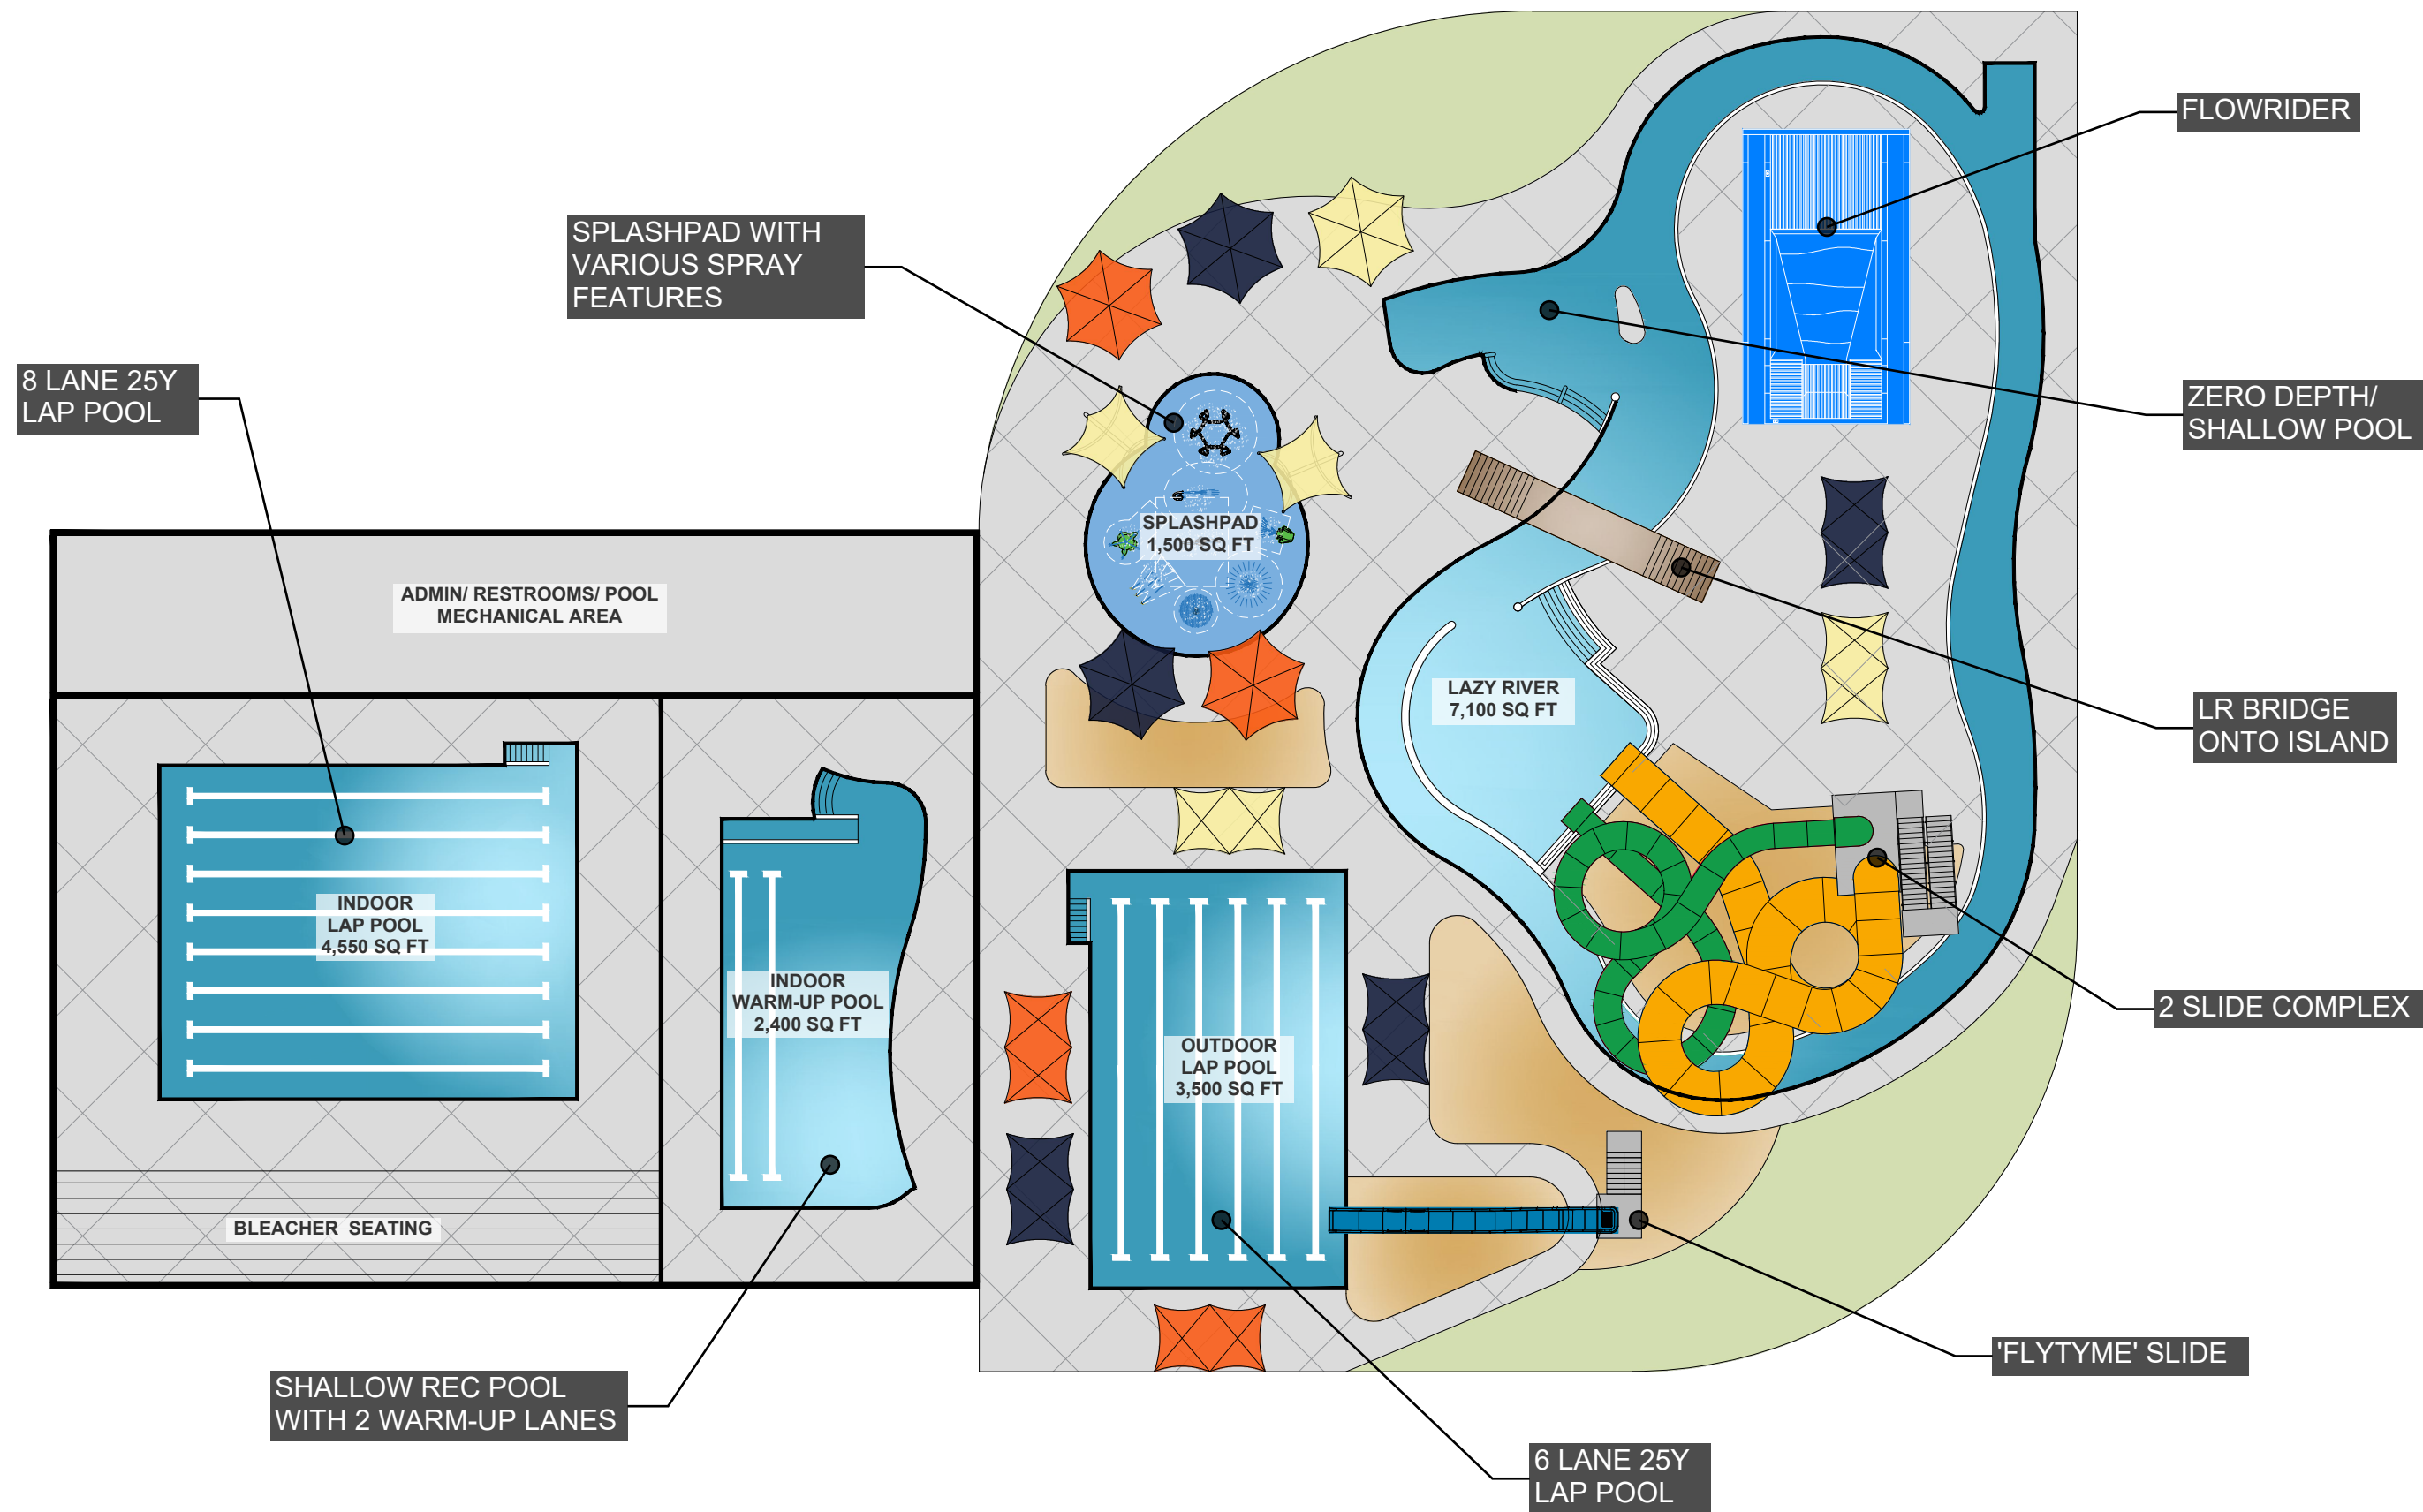 FLOWRIDER
SPLASHPAD WITH
VARIOUS SPRAY
FEATURES
8 LANE 25Y
LAP POOL
ZERO DEPTH/
SHALLOW POOL
SPLASHPAD
1,500 SQ FT
ADMIN/ RESTROOMS/ POOL
MECHANICAL AREA
LAZY RIVER
7,100 SQ FT
LR BRIDGE
ONTO ISLAND
INDOOR
LAP POOL
4,550 SQ FT
INDOOR
WARM-UP POOL
2,400 SQ FT
2 SLIDE COMPLEX
OUTDOOR
LAP POOL
3,500 SQ FT
BLEACHER SEATING
'FLYTYME' SLIDE
SHALLOW REC POOL
WITH 2 WARM-UP LANES
6 LANE 25Y
LAP POOL